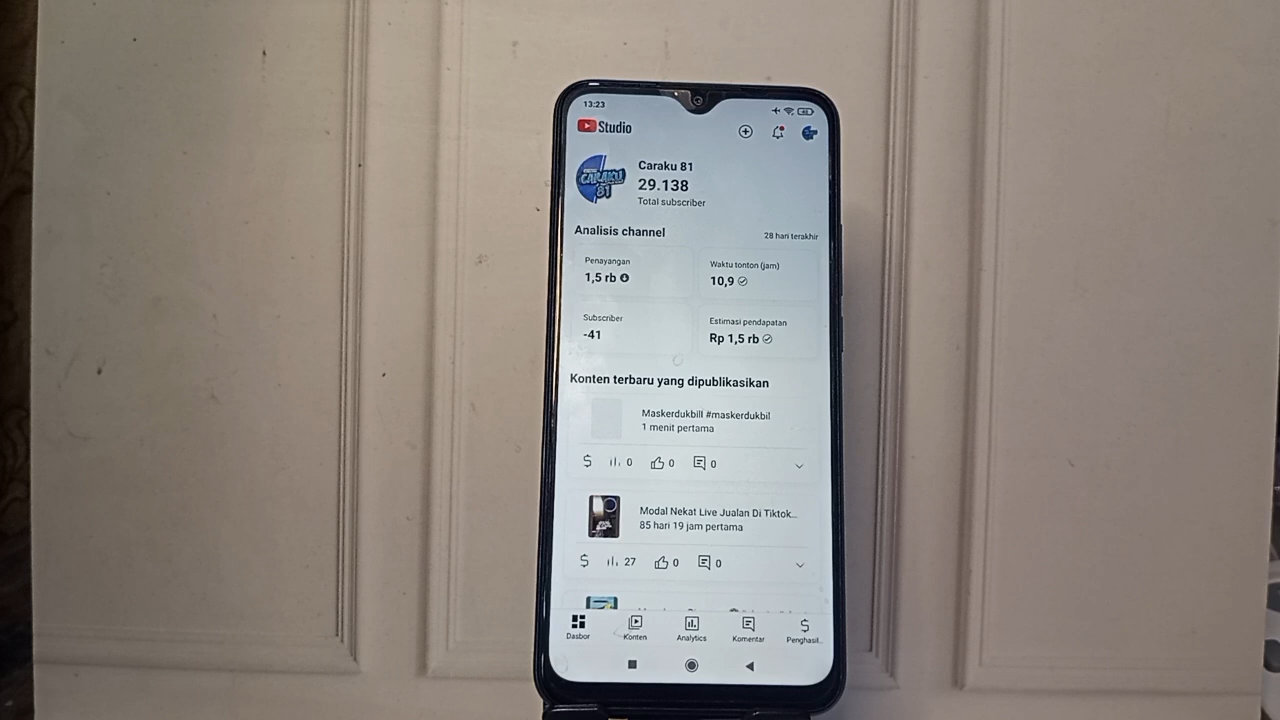 13:23
Studio
CARAKU
81
Caraku 81
29.138
Total subscriber
Analisis channel
28 hari terakhir
Penayangan
1,5 rb
Waktu tonton (jam)
10,9
Subscriber
-41
Estimasi pendapatan
Rp 1,5 rb
Konten terbaru yang dipublikasikan
Maskerdukbill #maskerdukbil
1 menit pertama
$ 0 0 0
Modal Nekat Live Jualan Di Tiktok...
85 hari 19 jam pertama
$ 27 0 0
Dasbor
Konten
Analytics
Komentar
Penghasil...